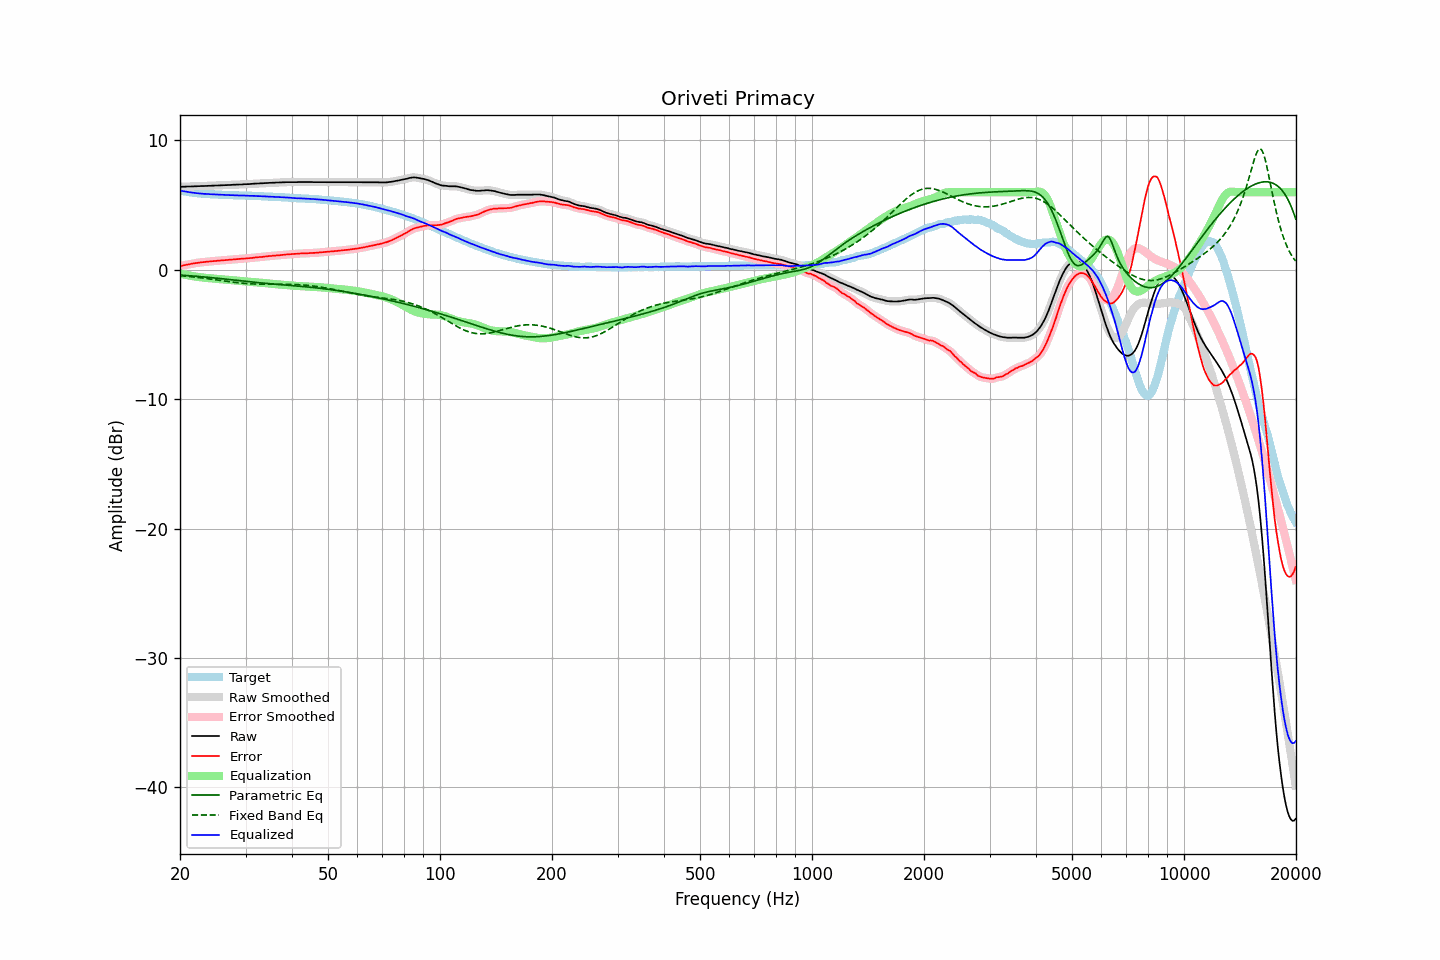 Oriveti Primacy
10
0
−10
−20
−30
−40
Amplitude (dBr)
Target
Raw Smoothed
Error Smoothed
Raw
Error
Equalization
Parametric Eq
Fixed Band Eq
Equalized
20 50 100 200 500 1000 2000 5000 10000 20000
Frequency (Hz)